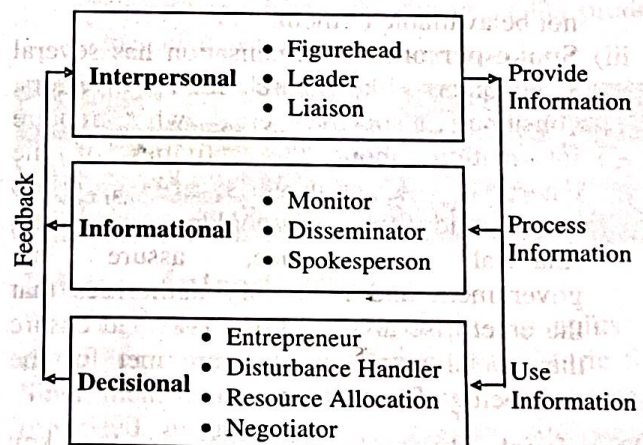 Interpersonal
• Figurehead
• Leader
• Liaison
Provide
Information
Feedback
Informational
• Monitor
• Disseminator
• Spokesperson
Process
Information
Decisional
• Entrepreneur
• Disturbance Handler
• Resource Allocation
• Negotiator
Use
Information